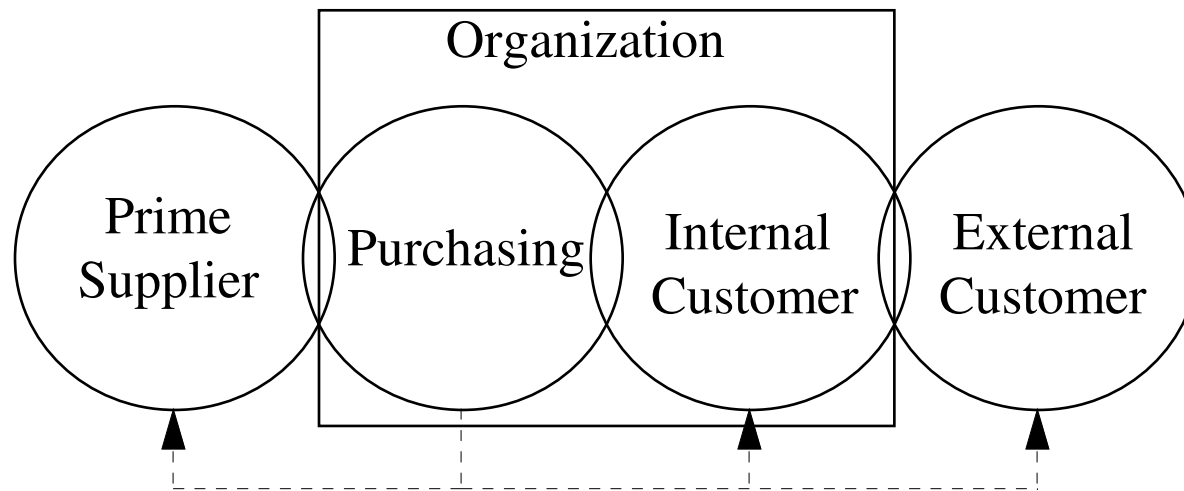 Organization
Prime
Supplier
Purchasing
Internal
Customer
External
Customer